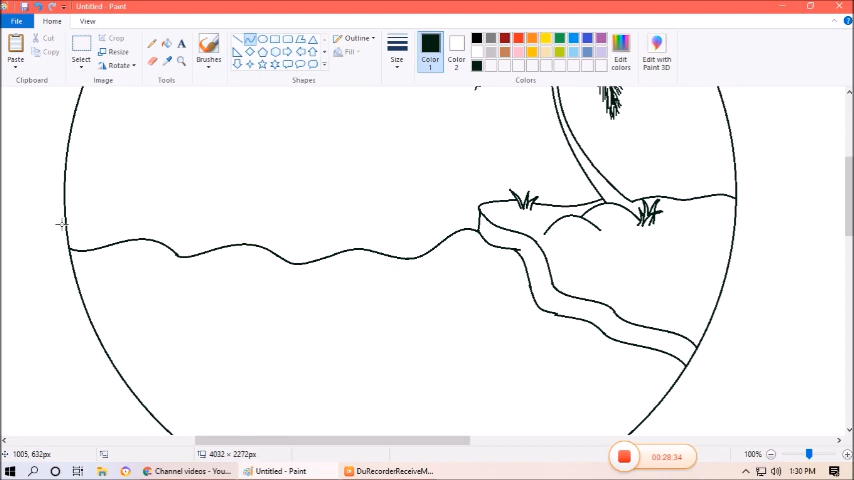 Untitled - Paint
File
Home
View
Paste
Cut
Copy
Clipboard
Select
Crop
Resize
Rotate
Image
A
Tools
Brushes
Shapes
Outline
Fill
Size
Color
1
Color
2
Colors
Edit
colors
Edit with
Paint 3D
1005, 632px
4032 × 2272px
100%
Channel videos - You...
Untitled - Paint
DuRecorderReceiveM...
00:28:34
1:30 PM